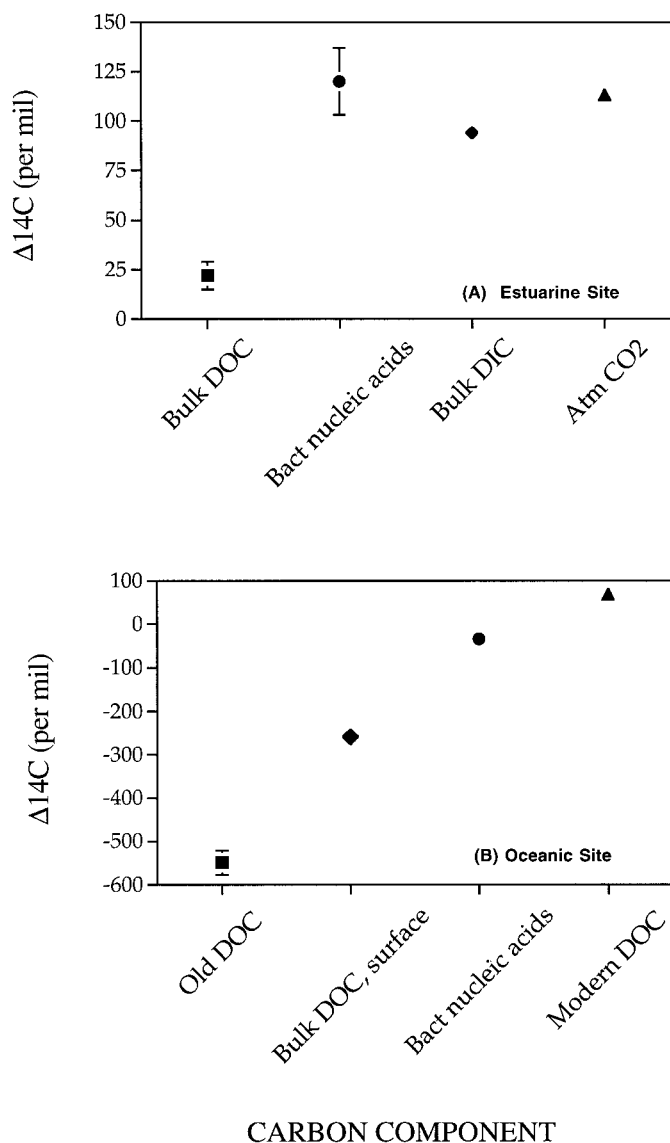 150
125
100
75
50
25
0
Δ14C (per mil)
(A) Estuarine Site
Bulk DOC
Bact nucleic acids
Bulk DIC
Atm CO2
100
0
-100
-200
-300
-400
-500
-600
Δ14C (per mil)
(B) Oceanic Site
Old DOC
Bulk DOC, surface
Bact nucleic acids
Modern DOC
CARBON COMPONENT